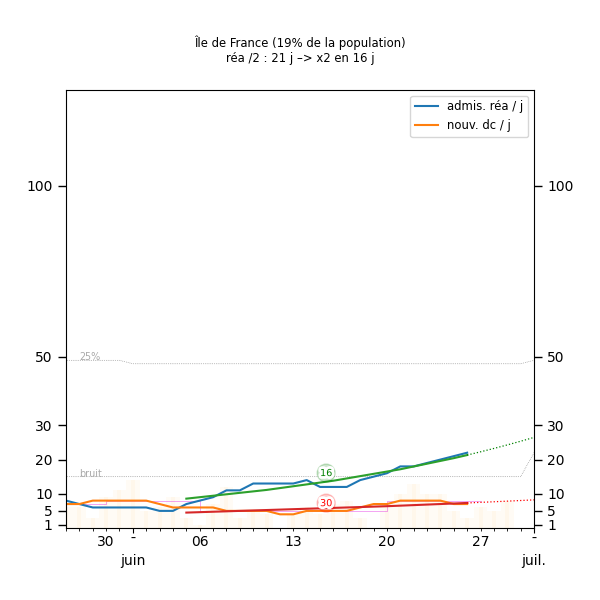 Île de France (19% de la population)
réa /2 : 21 j –> x2 en 16 j
admis. réa / j
nouv. dc / j
100 100
25%
50 50
30 30
20 20
bruit
16
10 10
30
5 5
1 1
30 - 06 13 20 27 -
juin juil.